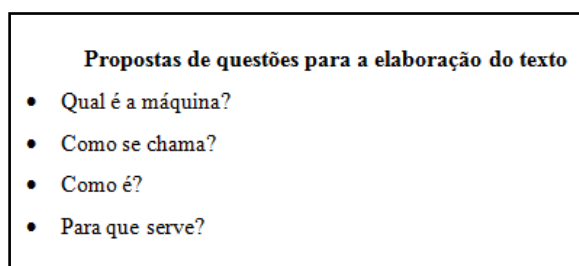 Propostas de questões para a elaboração do texto
• Qual é a máquina?
• Como se chama?
• Como é?
• Para que serve?